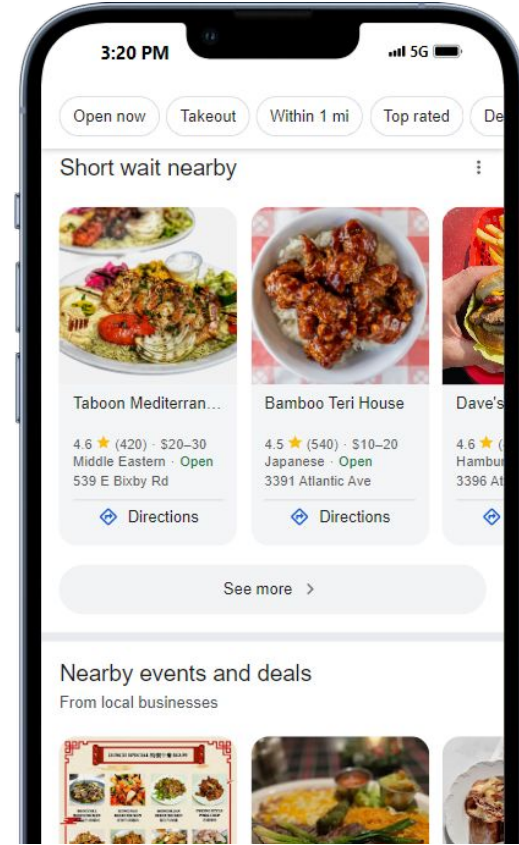 3:20 PM
5G
Open now
Takeout
Within 1 mi
Top rated
De
Short wait nearby
Taboon Mediterran...
4.6 ★ (420) · $20–30
Middle Eastern · Open
539 E Bixby Rd
Directions
Bamboo Teri House
4.5 ★ (540) · $10–20
Japanese · Open
3391 Atlantic Ave
Directions
Dave's
4.6 ★ (
Hambur
3396 At
See more
Nearby events and deals
From local businesses